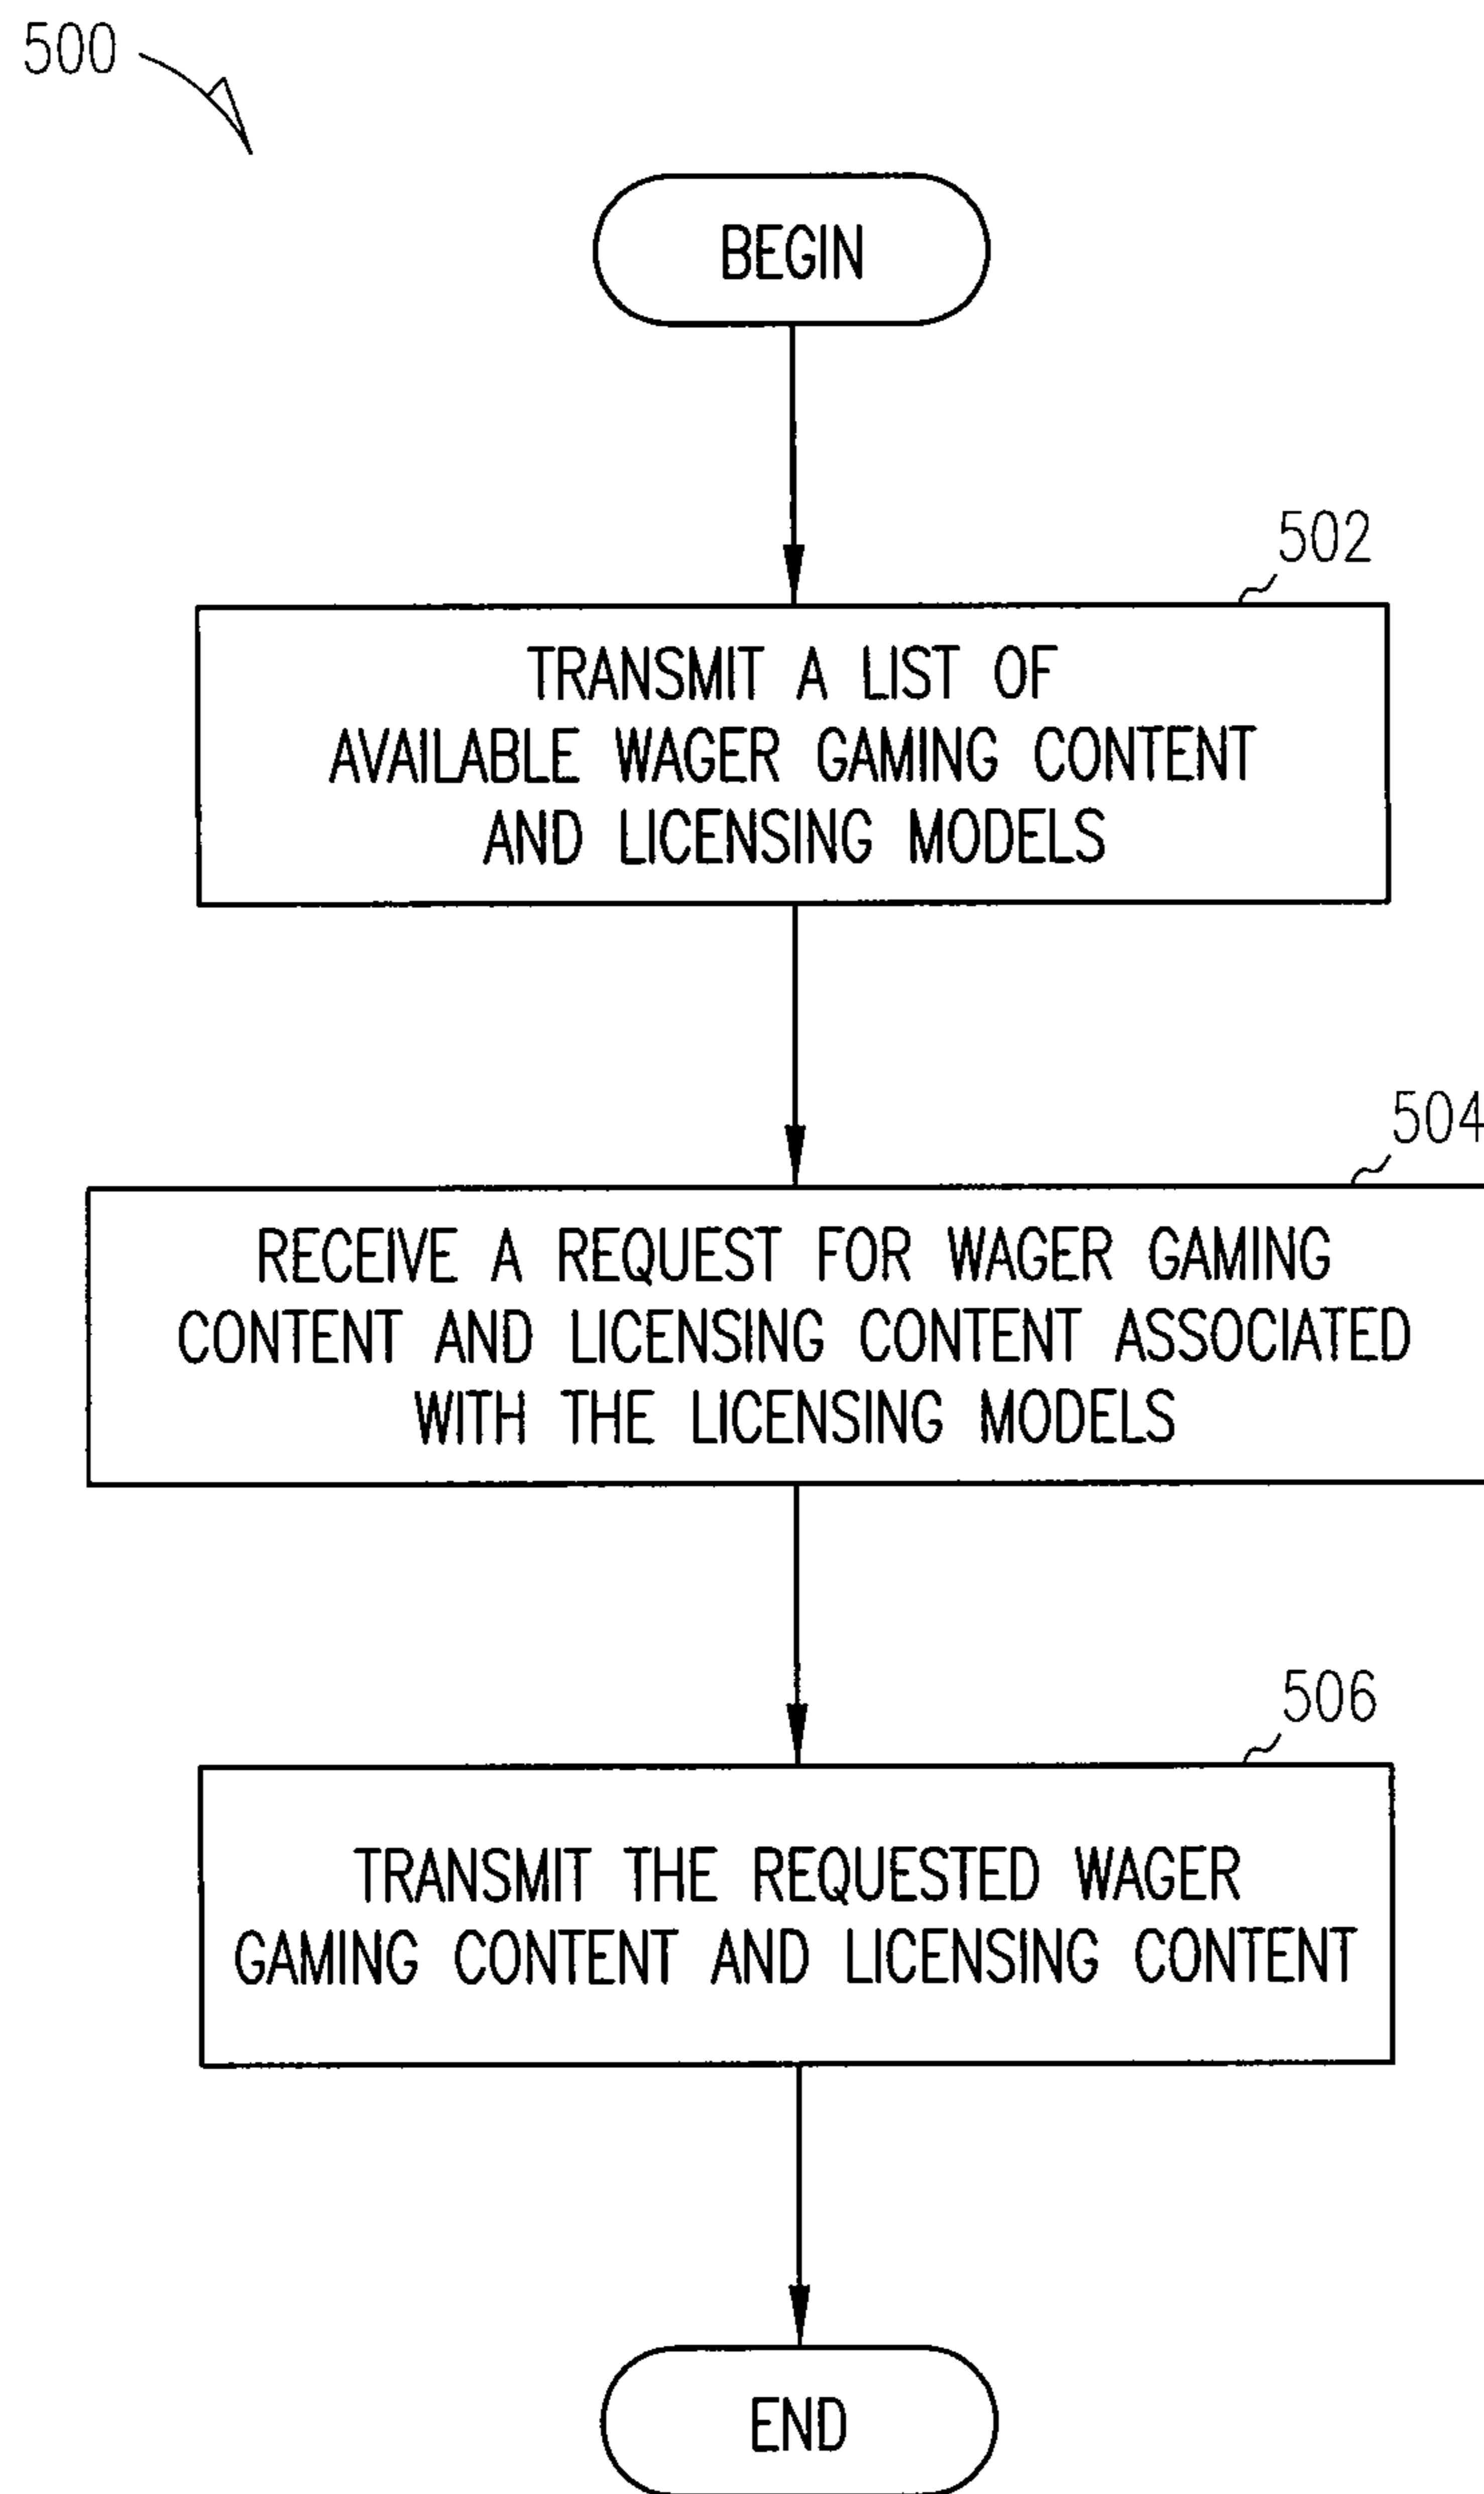 500
BEGIN
502
TRANSMIT A LIST OF
AVAILABLE WAGER GAMING CONTENT
AND LICENSING MODELS
504
RECEIVE A REQUEST FOR WAGER GAMING
CONTENT AND LICENSING CONTENT ASSOCIATED
WITH THE LICENSING MODELS
506
TRANSMIT THE REQUESTED WAGER
GAMING CONTENT AND LICENSING CONTENT
END